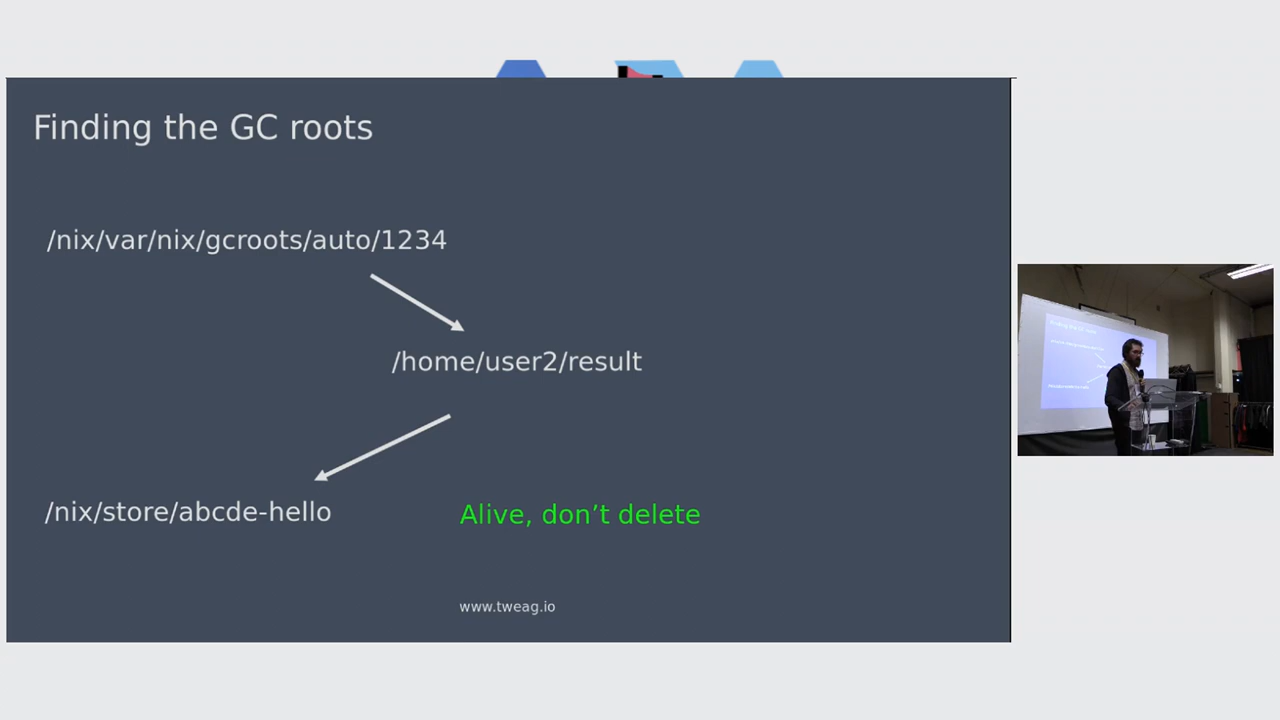 Finding the GC roots
/nix/var/nix/gcroots/auto/1234
/home/user2/result
/nix/store/abcde-hello
Alive, don’t delete
www.tweag.io